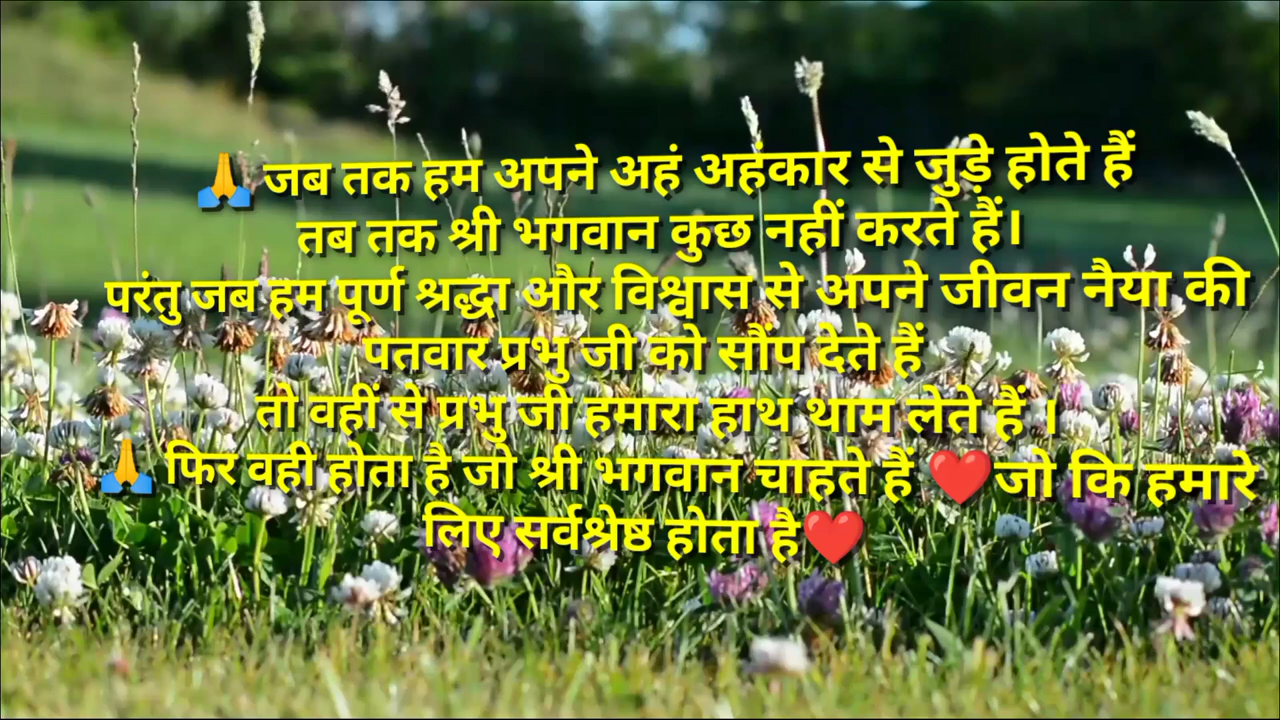 🙏 जब तक हम अपने अहं अहंकार से जुड़े होते हैं
तब तक श्री भगवान कुछ नहीं करते हैं।
परंतु जब हम पूर्ण श्रद्धा और विश्वास से अपने जीवन नैया की
पतवार प्रभु जी को सौंप देते हैं
तो वहीं से प्रभु जी हमारा हाथ थाम लेते हैं ।
🙏 फिर वही होता है जो श्री भगवान चाहते हैं ❤️जो कि हमारे
लिए सर्वश्रेष्ठ होता है❤️